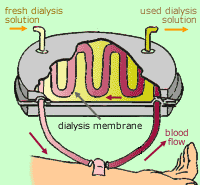 fresh dialysis
solution
used dialysis
solution
dialysis membrane
blood
flow